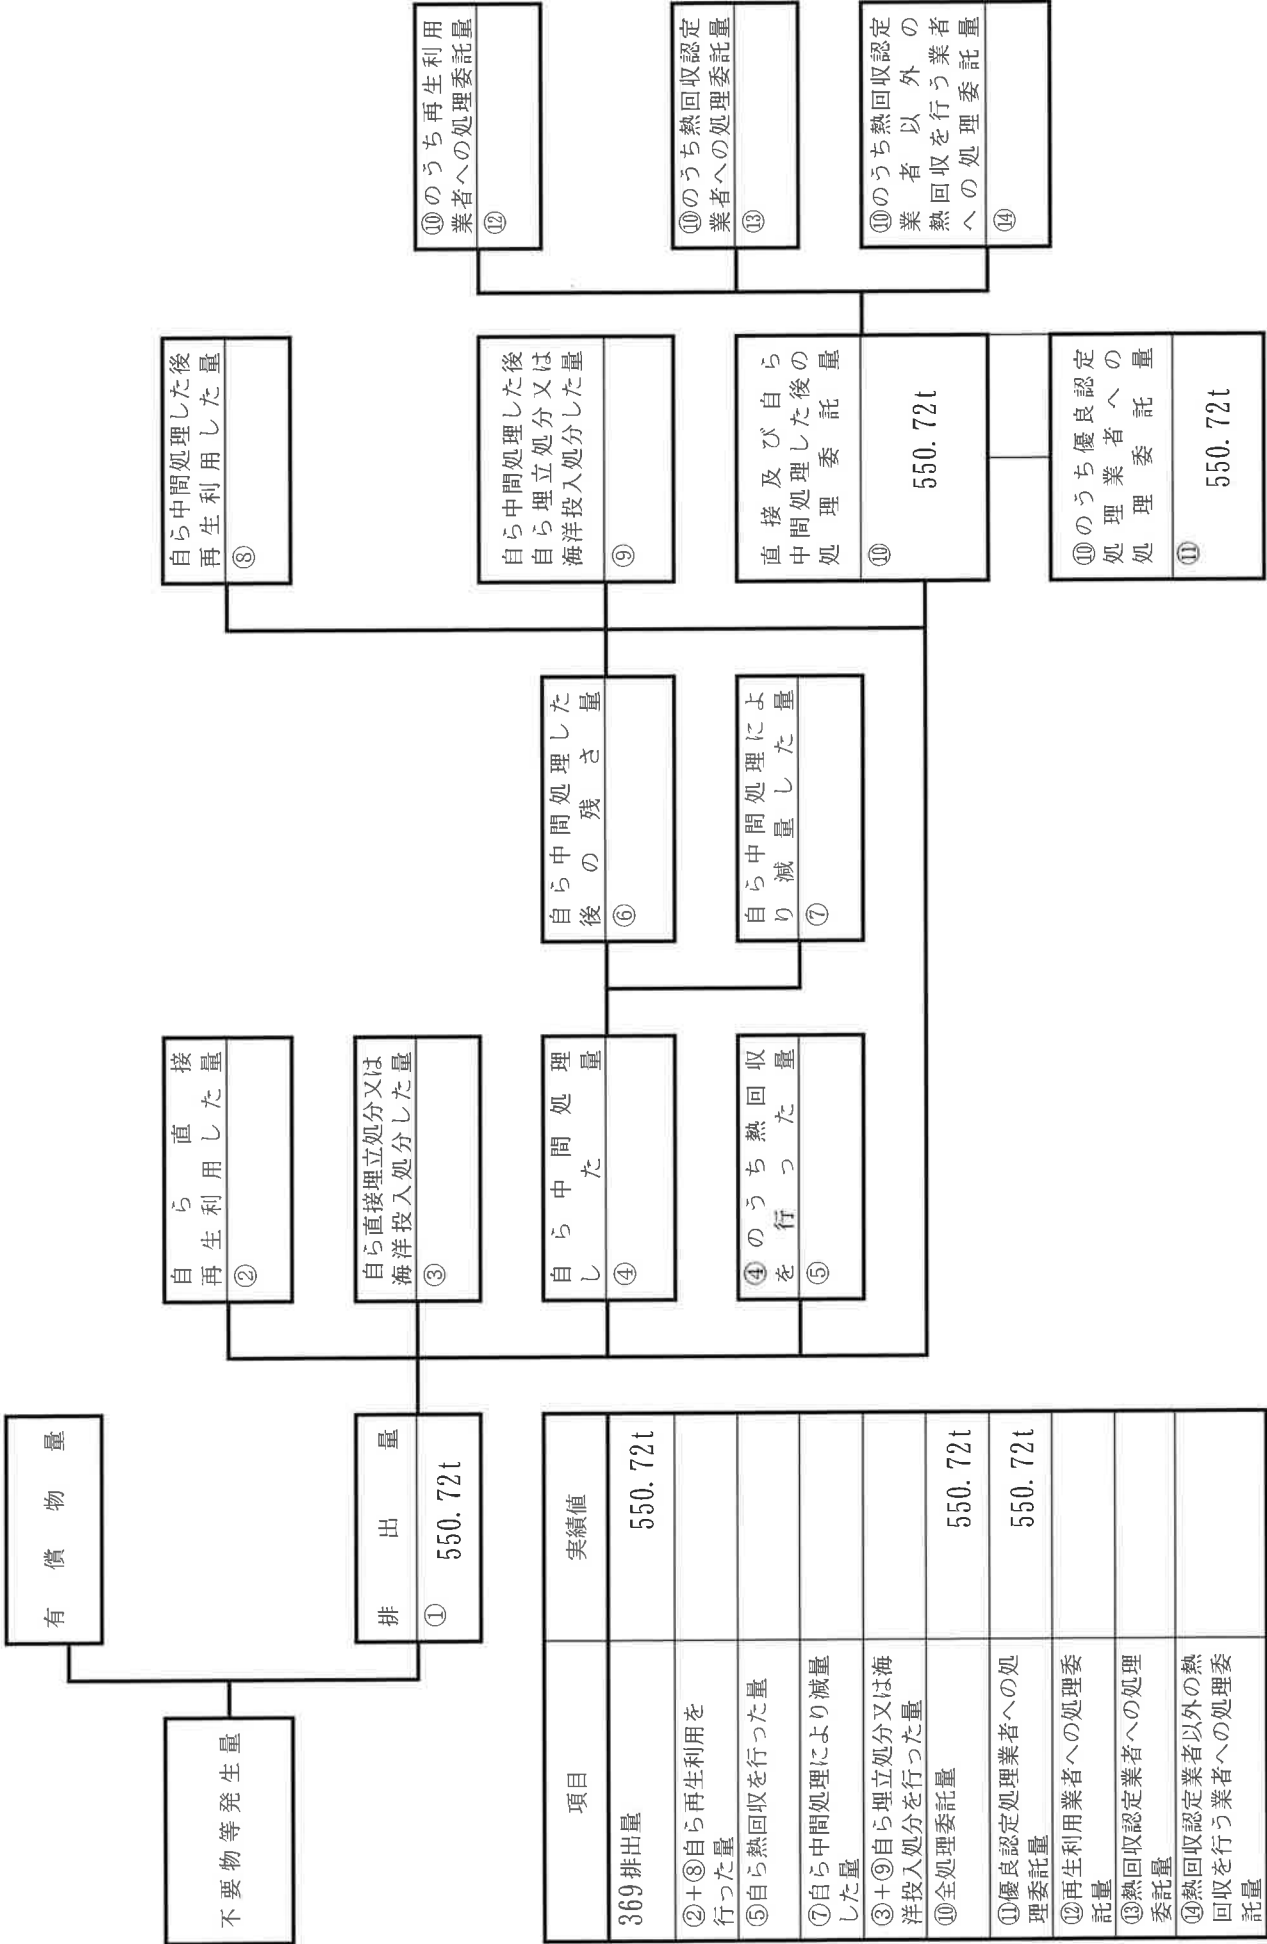 不要物等発生量
有償物量
排出量
① 550.72t
自ら直接
再生利用した量
②
自ら直接埋立処分又は
海洋投入処分した量
③
自ら中間処理
した量
④
④のうち熱回収
を行った量
⑤
自ら中間処理した
後の残さ量
⑥
自ら中間処理によ
り減量した量
⑦
自ら中間処理した後
再生利用した量
⑧
自ら中間処理した後
自ら埋立処分又は
海洋投入処分した量
⑨
直接及び自ら
中間処理した後の
処理委託量
⑩
550.72t
⑩のうち優良認定
処理業者への
処理委託量
⑪
550.72t
⑩のうち再生利用
業者への処理委託量
⑫
⑩のうち熱回収認定
業者への処理委託量
⑬
⑩のうち熱回収認定
業者以外の
熱回収を行う業者
への処理委託量
⑭
項目 実績値
369排出量 550.72t
②+⑧自ら再生利用を
行った量
⑤自ら熱回収を行った量
⑦自ら中間処理により減量
した量
③+⑨自ら埋立処分又は海
洋投入処分を行った量
⑩全処理委託量 550.72t
⑪優良認定処理業者への処
理委託量 550.72t
⑫再生利用業者への処理委
託量
⑬熱回収認定業者への処理
委託量
⑭熱回収認定業者以外の熱
回収を行う業者への処理委
託量